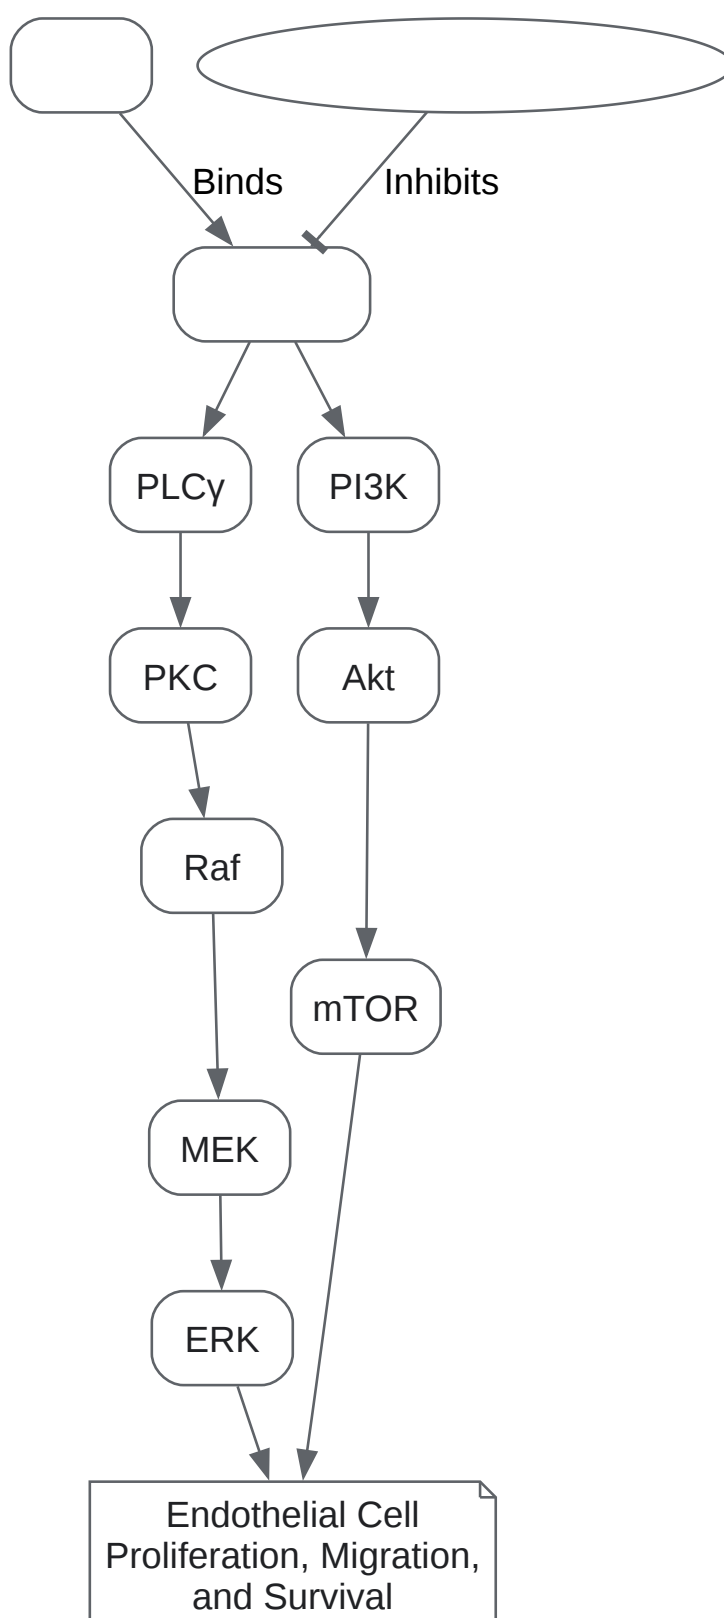 Binds
Inhibits
PLCγ
PI3K
PKC
Akt
Raf
mTOR
MEK
ERK
Endothelial Cell
Proliferation, Migration,
and Survival